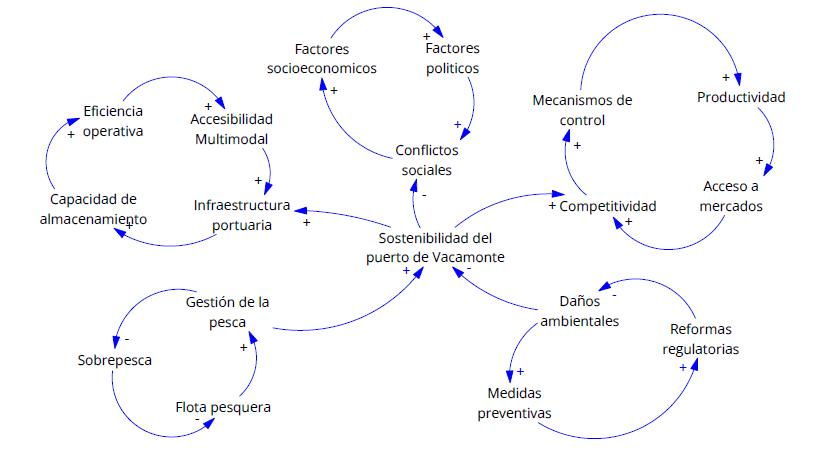 Factores
socioeconomicos
+
+
Factores
politicos
+
Conflictos
sociales
-
Eficiencia
operativa
+
+
Accesibilidad
Multimodal
+
Infraestructura
portuaria
+
Capacidad de
almacenamiento
+
Mecanismos de
control
+
+
Productividad
+
Acceso a
mercados
+
+
Competitividad
Sostenibilidad del
puerto de Vacamonte
+
-
Gestión de la
pesca
+
-
Sobrepesca
Flota pesquera
-
Daños
ambientales
-
Reformas
regulatorias
+
+
Medidas
preventivas